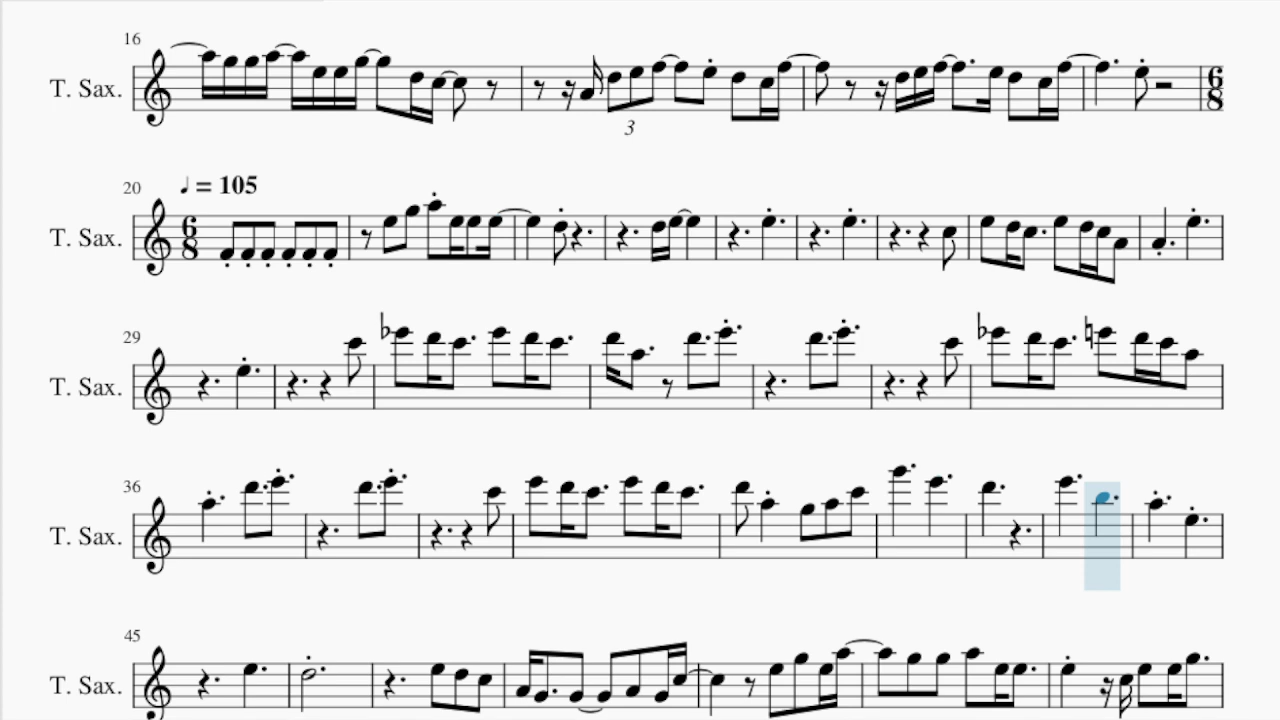 16
T. Sax.
3
6
8
20
♩ = 105
T. Sax.
6
8
29
T. Sax.
36
T. Sax.
45
T. Sax.